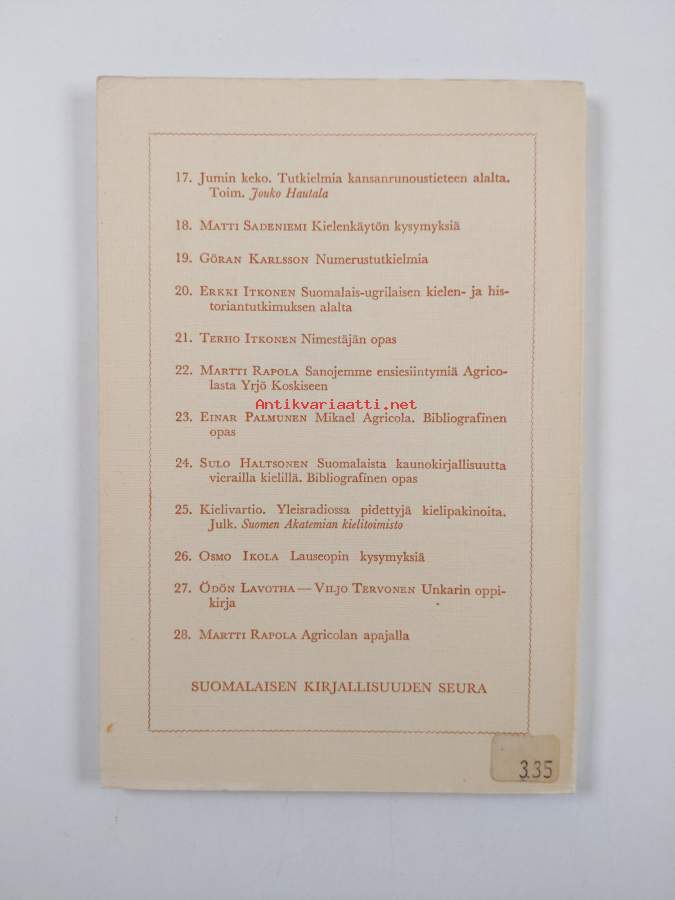 17. Jumin keko. Tutkielmia kansanrunoustieteen alalta.
Toim. Jouko Hautala
18. MATTI SADENIEMI Kielenkäytön kysymyksiä
19. GÖRAN KARLSSON Numerustutkielmia
20. ERKKI ITKONEN Suomalais-ugrilaisen kielen- ja his-
toriantutkimuksen alalta
21. TERHO ITKONEN Nimestäjän opas
22. MARTTI RAPOLA Sanojemme ensiesiintymiä Agrico-
lasta Yrjö Koskiseen
Antikvariaatti.net
23. EINAR PALMUNEN Mikael Agricola. Bibliografinen
opas
24. SULO HALTSONEN Suomalaista kaunokirjallisuutta
vierailla kielillä. Bibliografinen opas
25. Kielivartio. Yleisradiossa pidettyjä kielipakinoita.
Julk. Suomen Akatemian kielitoimisto
26. OSMO IKOLA Lauseopin kysymyksiä
27. ÖDÖN LAVOTHA — VILJO TERVONEN Unkarin oppi-
kirja
28. MARTTI RAPOLA Agricolan apajalla
SUOMALAISEN KIRJALLISUUDEN SEURA
3.35